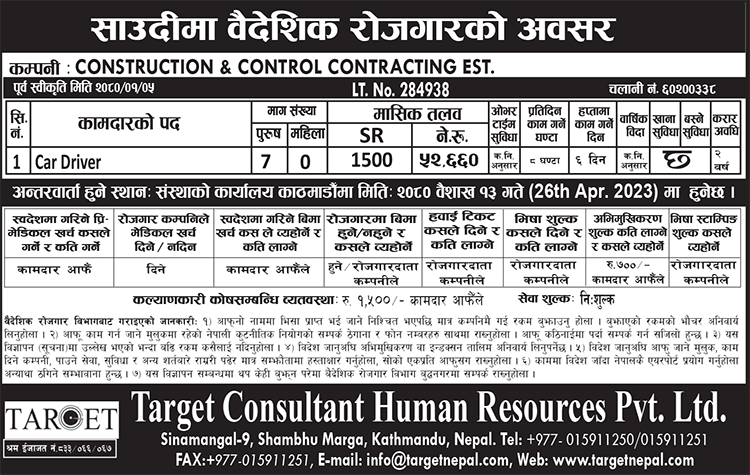 साउदीमा वैदेशिक रोजगारको अवसर
कम्पनी : CONSTRUCTION & CONTROL CONTRACTING EST.
पूर्व स्वीकृति मिति २०८०/०१/०५ LT. No. 284938 चलानी नं. ६०२००३३८
सि. नं. कामदारको पद माग संख्या पुरुष महिला मासिक तलव SR ने.रु. ओभर टाईम सुविधा प्रतिदिन काम गर्ने घण्टा हप्तामा काम गर्ने दिन वार्षिक विदा खाना सुविधा बस्ने सुविधा करार अवधि
1 Car Driver 7 0 1500 ५२,६६० क.नि. अनुसार ८ घण्टा ६ दिन क.नि. अनुसार छ २ वर्ष
अन्तरवार्ता हुने स्थानः संस्थाको कार्यालय काठमाडौंमा मितिः २०८० वैशाख १३ गते (26th Apr. 2023) मा हुनेछ ।
स्वदेशमा गरिने प्रि-मेडिकल खर्च कसले गर्ने र कति गर्ने रोजगार कम्पनिले मेडिकल खर्च दिने / नदिन स्वदेशमा गरिने बिमा खर्च कस ले व्यहोर्ने र कति लाग्ने रोजगारमा बिमा हुने/नहुने र कसले व्यहोर्ने हवाई टिकट कसले दिने र कति लाग्ने भिषा शुल्क कसले दिने र कति लाग्ने अभिमुखिकरण शुल्क कति लाग्ने र कसले व्यहोर्ने भिषा स्टाम्पिङ शुल्क कसले व्यहोर्ने
कामदार आफैँ दिने कामदार आफैँले हुने/रोजगारदाता कम्पनीले रोजगारदाता कम्पनीले रोजगारदाता कम्पनीले रु.७००/- कामदार आफैँले रोजगारदाता कम्पनीले
कल्याणकारी कोषसम्बन्धि व्यवस्थाः रु. १,५००/- कामदार आफैँले सेवा शुल्कः निःशुल्क
वैदेशिक रोजगार विभागबाट गराइएको जानकारी: १) आफूनो नाममा भिसा प्राप्त भई जाने निश्चित भएपछि मात्र कम्पनिमै गई रकम बुझाउनु होला । बुझाएको रकमको भौचर अनिवार्य
लिनुहोला । २) आफू काम गर्न जाने मुलुकमा रहेको नेपाली कुटनीतिक नियोगको सम्पर्क ठेगाना र फोन नम्बरहरु साथमा राख्नुहोला । आफू कठिनाईमा पर्दा सम्पर्क गर्न सजिलो हुन्छ । ३) यस
विज्ञापन (सूचना)मा उल्लेख भएको भन्दा बढि रकम कसैलाई नदिनुहोला । ४) विदेश जानुअघि अभिमुखिकरण वा इन्डक्सन तालिम अनिवार्य लिनुपर्नेछ । ५) विदेश जानुअघि आफु जाने मुलुक, काम
दिने कम्पनी, पाउने सेवा, सुविधा र अन्य शर्तबारे राम्ररी पढेर मात्र सम्झौतामा हस्ताक्षर गर्नुहोला, सोको एकप्रति आफुसग राख्नुहोला । ६) काममा विदेश जाँदा नेपालकै एयरपोर्ट प्रयोग गर्नुहोला
अन्यथा ठगिने सम्भावना हुन्छ । ७) यस विज्ञापन सम्बन्धमा थप केही बुझ्नु परेमा वैदेशिक रोजगार विभाग बुद्धनगरमा सम्पर्क राख्नुहोला ।
TARGET
श्रम इजाजत नं.८३३/०६६/०६७
Target Consultant Human Resources Pvt. Ltd.
Sinamangal-9, Shambhu Marga, Kathmandu, Nepal. Tel: +977- 015911250/015911251
FAX:+977-015911251, E-mail: info@targetnepal.com, Web: www.targetnepal.com